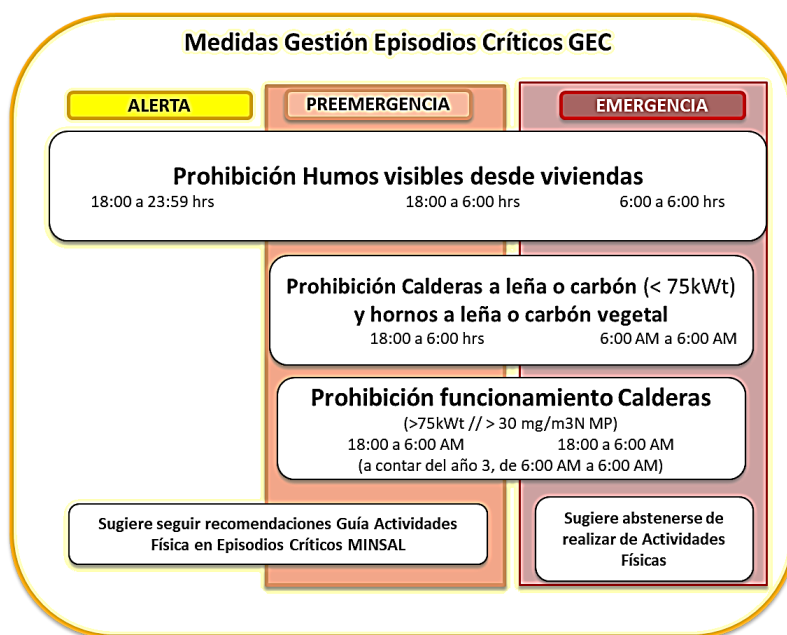 Medidas Gestión Episodios Críticos GEC
ALERTA
PREEMERGENCIA
EMERGENCIA
Prohibición Humos visibles desde viviendas
18:00 a 23:59 hrs
18:00 a 6:00 hrs
6:00 a 6:00 hrs
Prohibición Calderas a leña o carbón (< 75kWt)
y hornos a leña o carbón vegetal
18:00 a 6:00 hrs
6:00 AM a 6:00 AM
Prohibición funcionamiento Calderas
(>75kWt // > 30 mg/m3N MP)
18:00 a 6:00 AM
18:00 a 6:00 AM
(a contar del año 3, de 6:00 AM a 6:00 AM)
Sugiere seguir recomendaciones Guía Actividades
Física en Episodios Críticos MINSAL
Sugiere abstenerse de
realizar de Actividades
Físicas